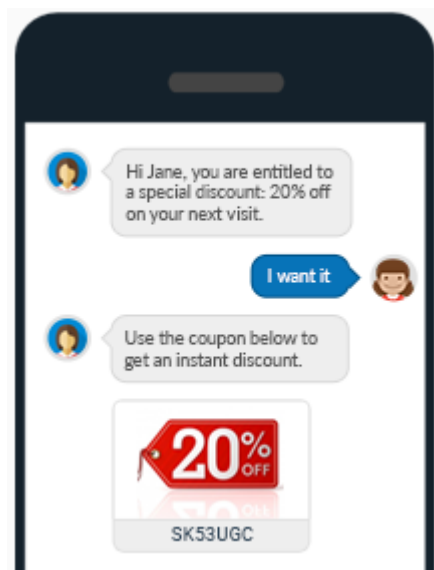 Hi Jane, you are entitled to
a special discount: 20% off
on your next visit.
I want it
Use the coupon below to
get an instant discount.
20% OFF
SK53UGC